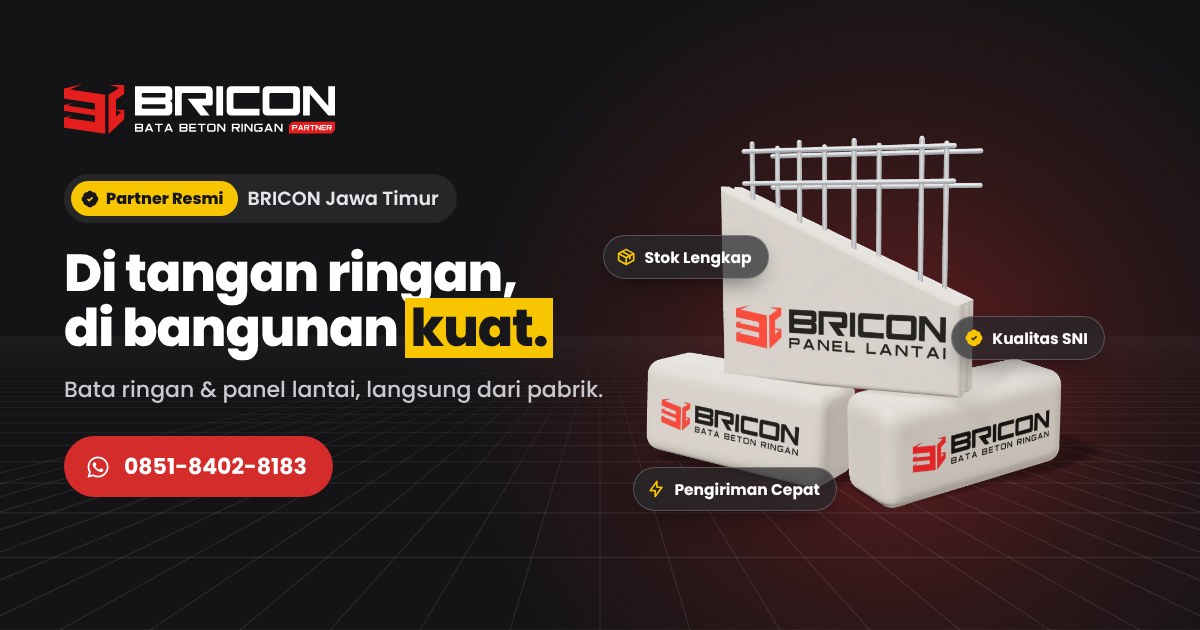 BRICON
BATA BETON RINGAN PARTNER
Partner Resmi BRICON Jawa Timur
Di tangan ringan,
di bangunan kuat.
Bata ringan & panel lantai, langsung dari pabrik.
0851-8402-8183
Stok Lengkap
BRICON
PANEL LANTAI
Kualitas SNI
BRICON
BATA BETON RINGAN
BRICON
BATA BETON RINGAN
Pengiriman Cepat